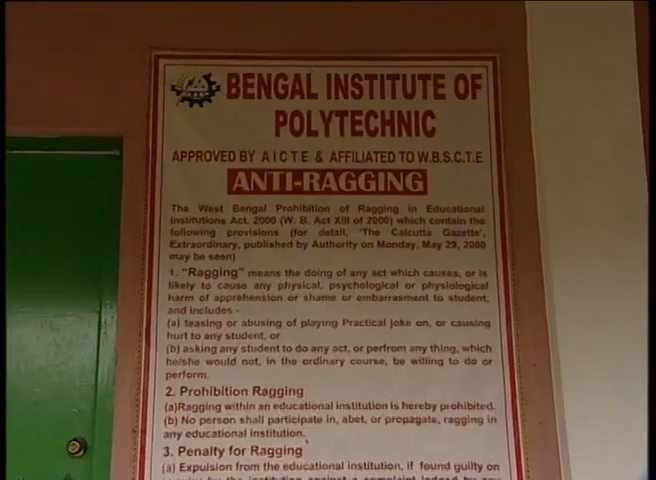 BENGAL INSTITUTE OF
POLYTECHNIC
APPROVED BY A I C T E & AFFILIATED TO W.B.S.C.T.E
ANTI-RAGGING
The West Bengal Prohibition of Ragging in Educational
Institutions Act, 2000 (W. B. Act XIII of 2000) which contain the
following provisions (for detail, 'The Calcutta Gazette',
Extraordinary, published by Authority on Monday, May 29, 2000
may be seen)
1. "Ragging" means the doing of any act which causes, or is
likely to cause any physical, psychological or physiological
harm of apprehension or shame or embarrasment to student,
and includes -
(a) teasing or abusing of playing Practical joke on, or causing
hurt to any student, or
(b) asking any student to do any act, or perfrom any thing, which
he/she would not, in the ordinary course, be willing to do or
perform.
2. Prohibition Ragging
(a)Ragging within an educational institution is hereby prohibited.
(b) No person shall participate in, abet, or propagate, ragging in
any educational institution.
3. Penalty for Ragging
(a) Expulsion from the educational institution, if found guilty on